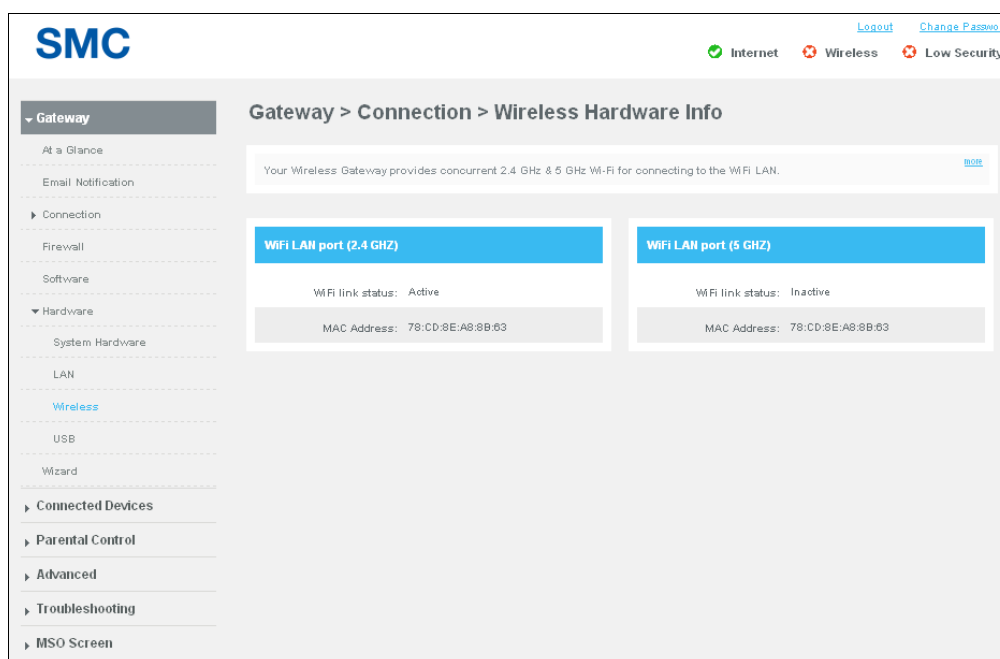 SMC
Logout Change Passwo
Internet Wireless Low Security
Gateway
At a Glance
Email Notification
Connection
Firewall
Software
Hardware
System Hardware
LAN
Wireless
USB
Wizard
Connected Devices
Parental Control
Advanced
Troubleshooting
MSO Screen
Gateway > Connection > Wireless Hardware Info
Your Wireless Gateway provides concurrent 2.4 GHz & 5 GHz Wi-Fi for connecting to the WiFi LAN.
more
WiFi LAN port (2.4 GHZ)
WiFi link status: Active
MAC Address: 78:CD:8E:A8:8B:63
WiFi LAN port (5 GHZ)
WiFi link status: Inactive
MAC Address: 78:CD:8E:A8:8B:63